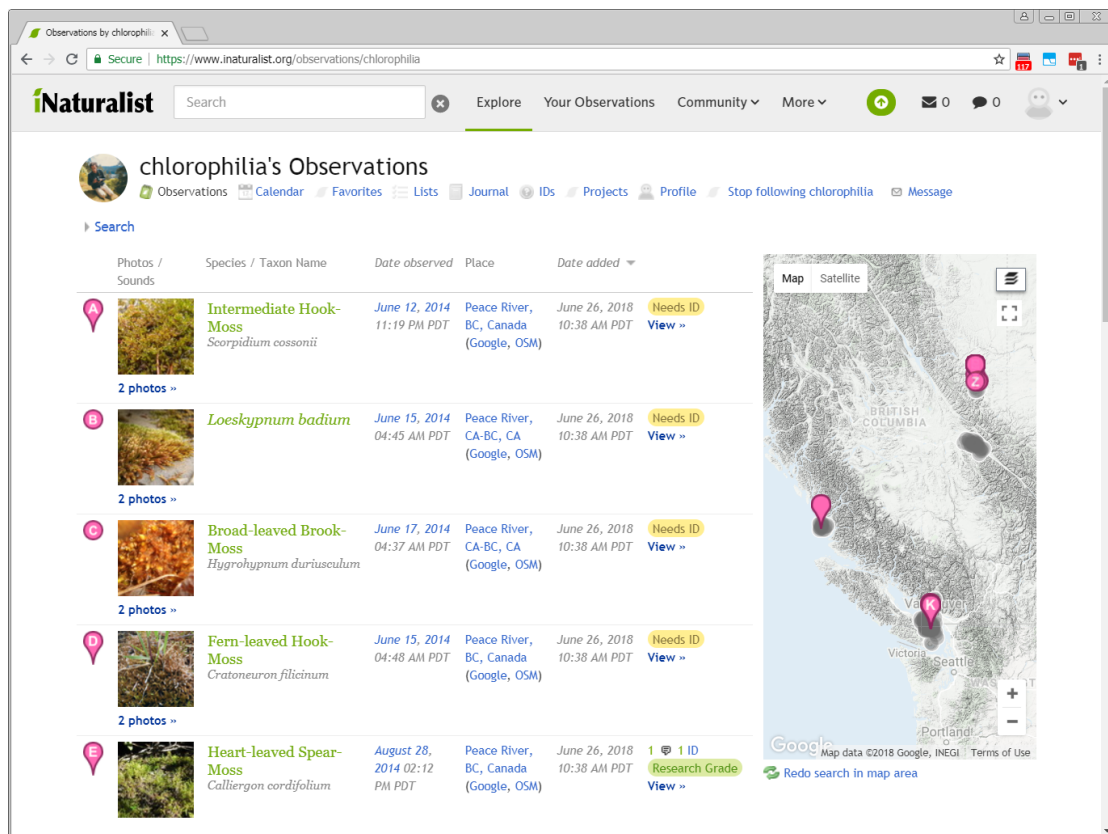 Observations by chlorophili
Secure https://www.inaturalist.org/observations/chlorophilia
117
1
iNaturalist
Search
Explore
Your Observations
Community
More
0
0
chlorophilia's Observations
Observations Calendar Favorites Lists Journal IDs Projects Profile Stop following chlorophilia Message
Search
Photos / Sounds
Species / Taxon Name
Date observed
Place
Date added
A
Intermediate Hook-
Moss
Scorpidium cossonii
June 12, 2014
11:19 PM PDT
Peace River,
BC, Canada
(Google, OSM)
June 26, 2018
10:38 AM PDT
Needs ID
View »
2 photos »
B
Loeskypnum badium
June 15, 2014
04:45 AM PDT
Peace River,
CA-BC, CA
(Google, OSM)
June 26, 2018
10:38 AM PDT
Needs ID
View »
2 photos »
C
Broad-leaved Brook-
Moss
Hygrohypnum duriusculum
June 17, 2014
04:37 AM PDT
Peace River,
CA-BC, CA
(Google, OSM)
June 26, 2018
10:38 AM PDT
Needs ID
View »
2 photos »
D
Fern-leaved Hook-
Moss
Cratoneuron filicinum
June 15, 2014
04:48 AM PDT
Peace River,
BC, Canada
(Google, OSM)
June 26, 2018
10:38 AM PDT
Needs ID
View »
2 photos »
E
Heart-leaved Spear-
Moss
Calliergon cordifolium
August 28,
2014 02:12
PM PDT
Peace River,
BC, Canada
(Google, OSM)
June 26, 2018
10:38 AM PDT
1 1 ID
Research Grade
View »
Map Satellite
Z
BRITISH
COLUMBIA
K
Victoria
Seattle
Portland
Google
Map data ©2018 Google, INEGI Terms of Use
Redo search in map area